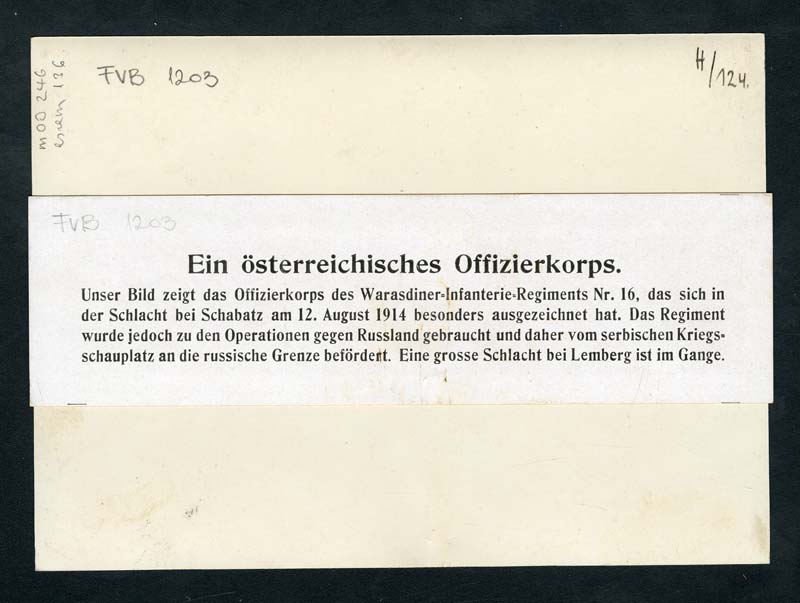 m00 246
FVB 1203
H/124.
FVB 1203
Ein österreichisches Offizierkorps.
Unser Bild zeigt das Offizierkorps des Warasdiner-Infanterie-Regiments Nr. 16, das sich in
der Schlacht bei Schabatz am 12. August 1914 besonders ausgezeichnet hat. Das Regiment
wurde jedoch zu den Operationen gegen Russland gebraucht und daher vom serbischen Kriegs-
schauplatz an die russische Grenze befördert. Eine grosse Schlacht bei Lemberg ist im Gange.